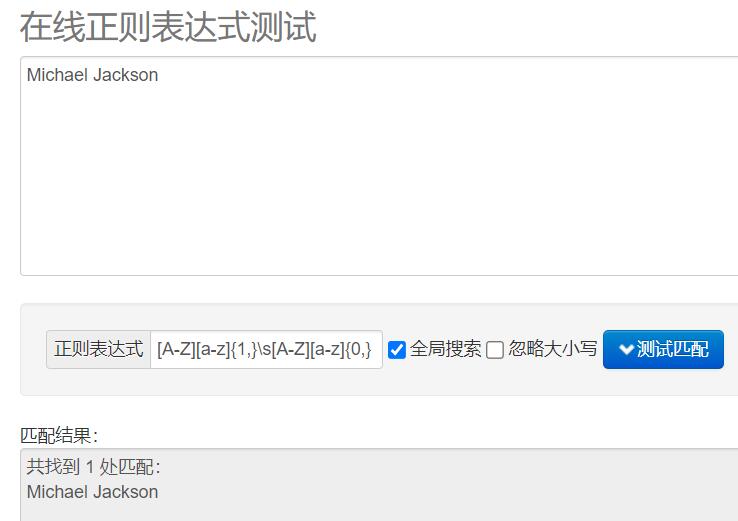 在线正则表达式测试
Michael Jackson
正则表达式 [A-Z][a-z]{1,}\s[A-Z][a-z]{0,} 全局搜索 忽略大小写 测试匹配
匹配结果：
共找到 1 处匹配：
Michael Jackson